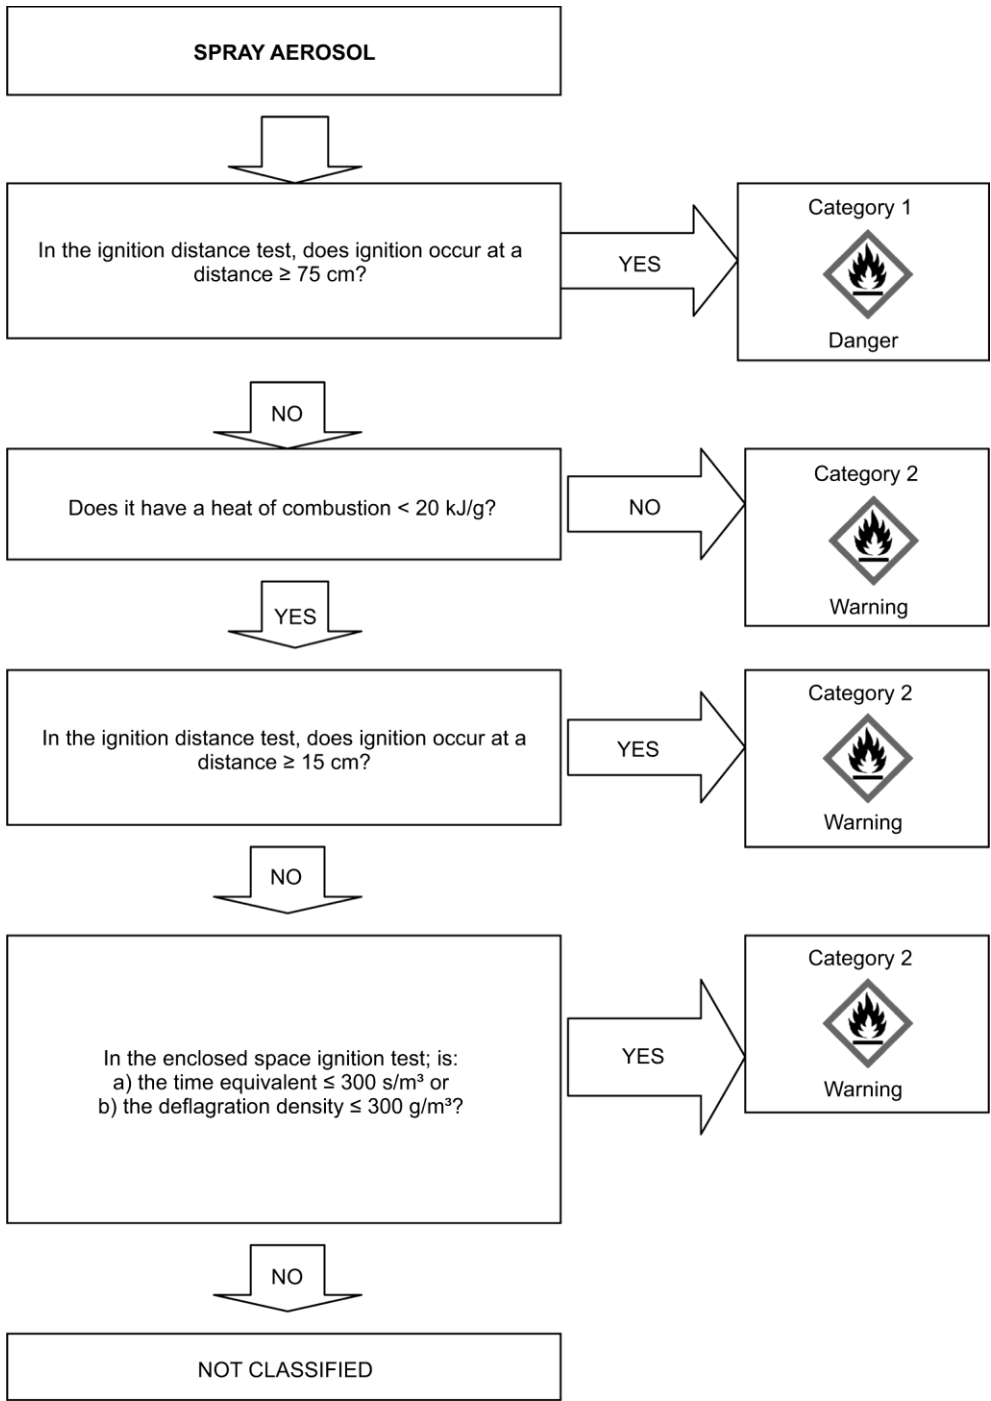 SPRAY AEROSOL
In the ignition distance test, does ignition occur at a
distance ≥ 75 cm?
YES
Category 1
Danger
NO
Does it have a heat of combustion < 20 kJ/g?
NO
Category 2
Warning
YES
In the ignition distance test, does ignition occur at a
distance ≥ 15 cm?
YES
Category 2
Warning
NO
In the enclosed space ignition test; is:
a) the time equivalent ≤ 300 s/m³ or
b) the deflagration density ≤ 300 g/m³?
YES
Category 2
Warning
NO
NOT CLASSIFIED